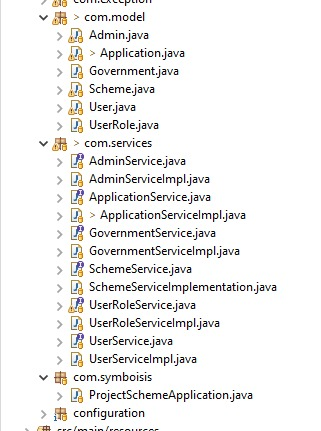 com.exception
> com.model
Admin.java
> Application.java
Government.java
Scheme.java
User.java
UserRole.java
> com.services
AdminService.java
AdminServiceImpl.java
ApplicationService.java
> ApplicationServiceImpl.java
GovernmentService.java
GovernmentServiceImpl.java
SchemeService.java
SchemeServiceImplementation.java
UserRoleService.java
UserRoleServiceImpl.java
UserService.java
UserServiceImpl.java
com.symboisis
ProjectSchemeApplication.java
configuration
src/main/resources